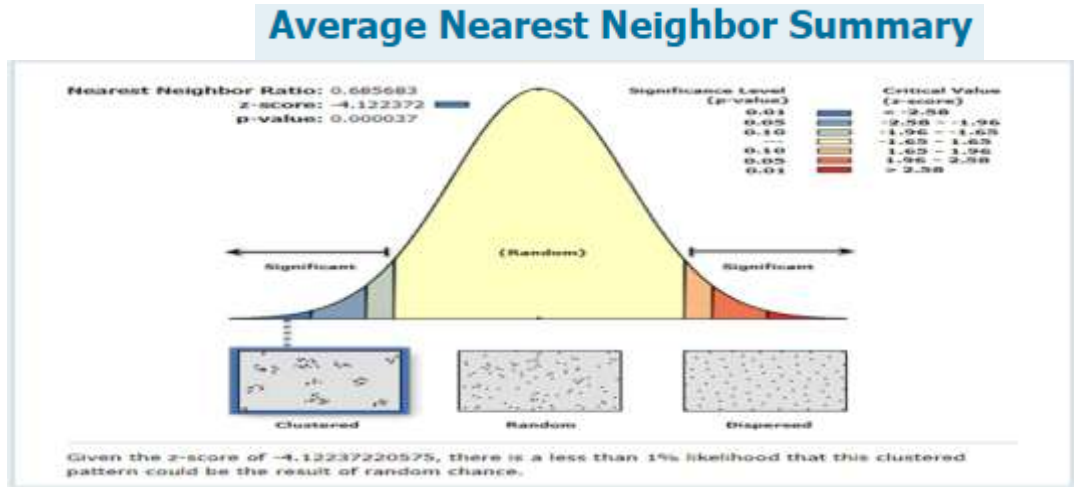 Average Nearest Neighbor Summary
Nearest Neighbor Ratio: 0.685683
z-score: -4.122372
p-value: 0.000037
Significance Level Critical Value
(p-value) (z-score)
0.01 < -2.58
0.05 -2.58 - -1.96
0.10 -1.96 - -1.65
--- -1.65 - 1.65
0.10 1.65 - 1.96
0.05 1.96 - 2.58
0.01 > 2.58
Significant (Random) Significant
Clustered Random Dispersed
Given the z-score of -4.12237220575, there is a less than 1% likelihood that this clustered
pattern could be the result of random chance.